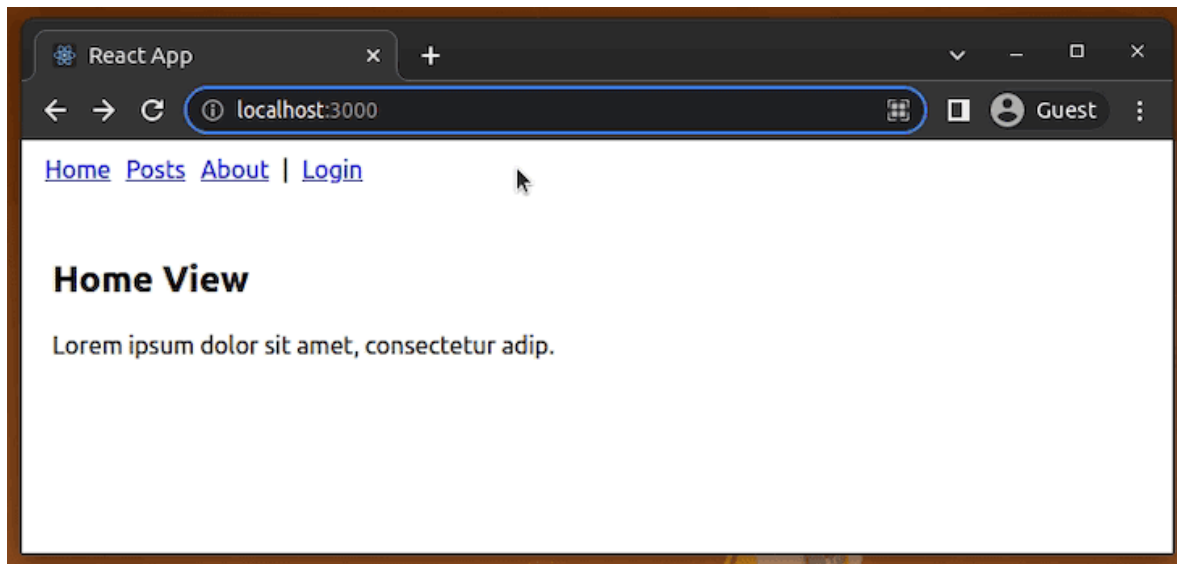 React App
localhost:3000
Guest
Home Posts About | Login
Home View
Lorem ipsum dolor sit amet, consectetur adip.